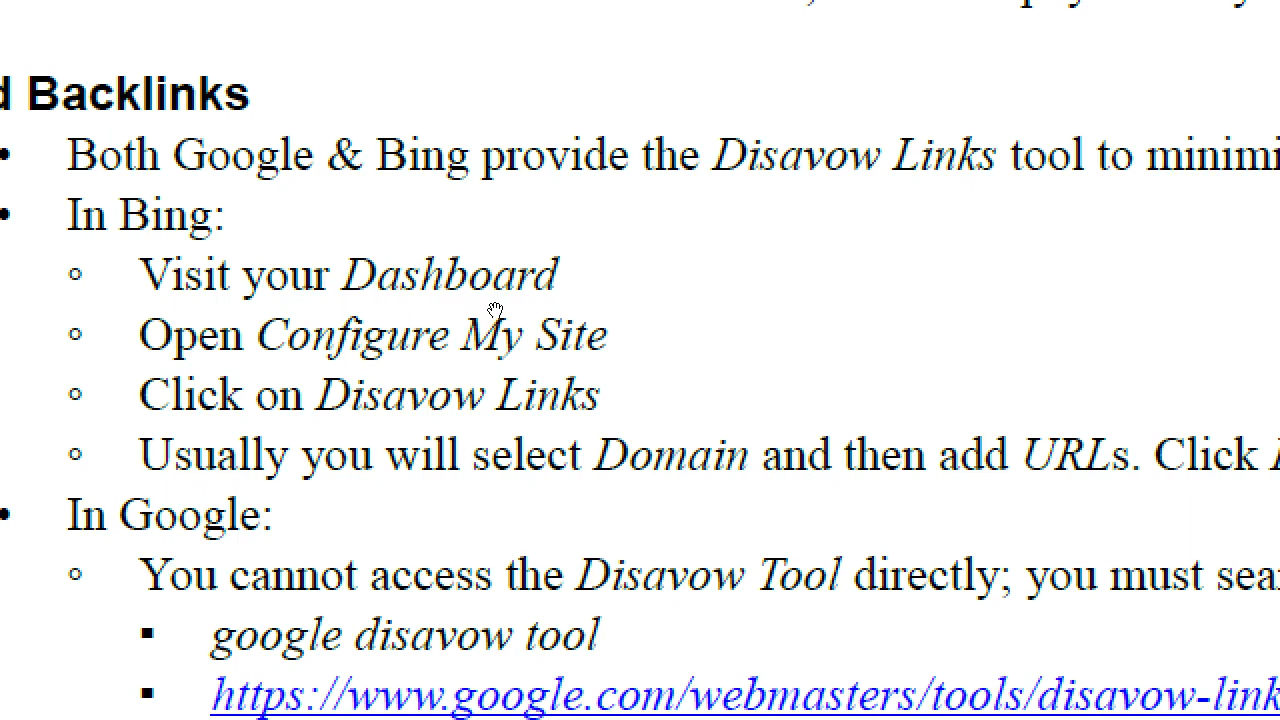 Backlinks
• Both Google & Bing provide the Disavow Links tool to
• In Bing:
◦ Visit your Dashboard
◦ Open Configure My Site
◦ Click on Disavow Links
◦ Usually you will select Domain and then add URLs. Click
• In Google:
◦ You cannot access the Disavow Tool directly; you must
▪ google disavow tool
▪ https://www.google.com/webmasters/tools/disavow-link